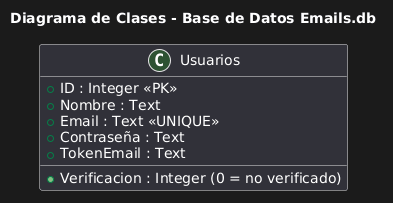 Diagrama de Clases - Base de Datos Emails.db
C Usuarios
ID : Integer «PK»
Nombre : Text
Email : Text «UNIQUE»
Contraseña : Text
TokenEmail : Text
Verificacion : Integer (0 = no verificado)